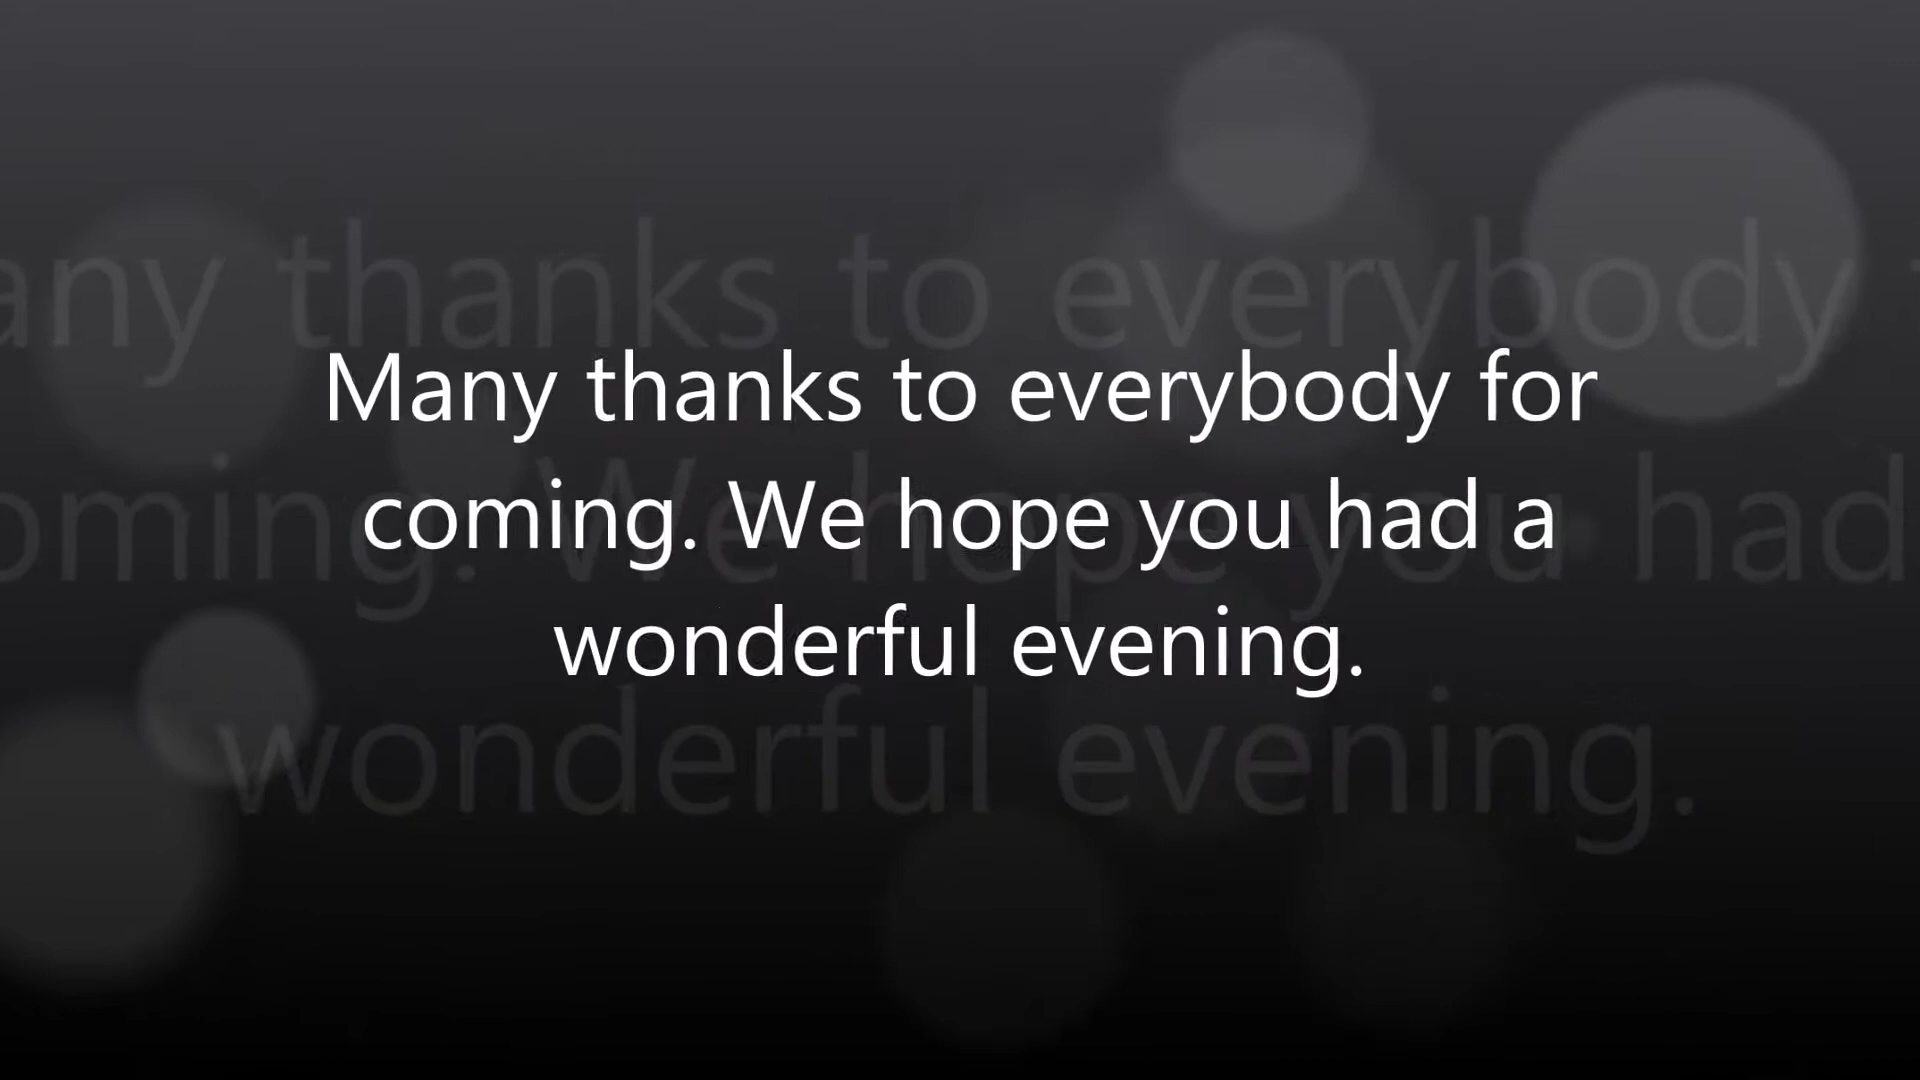 Many thanks to everybody for
coming. We hope you had a
wonderful evening.